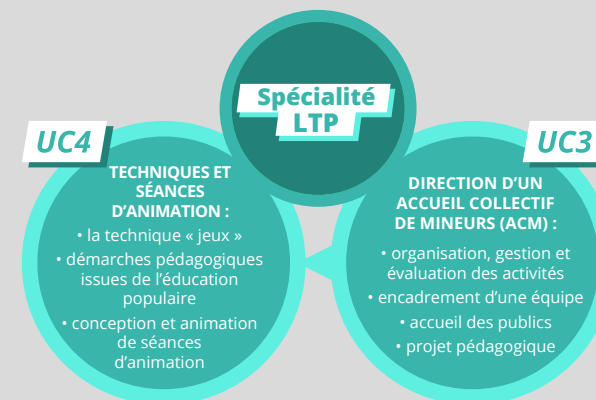 Spécialité
LTP
UC4
TECHNIQUES ET
SÉANCES
D’ANIMATION :
• la technique « jeux »
• démarches pédagogiques
issues de l’éducation
populaire
• conception et animation
de séances
d’animation
UC3
DIRECTION D’UN
ACCUEIL COLLECTIF
DE MINEURS (ACM) :
• organisation, gestion et
évaluation des activités
• encadrement d’une équipe
• accueil des publics
• projet pédagogique